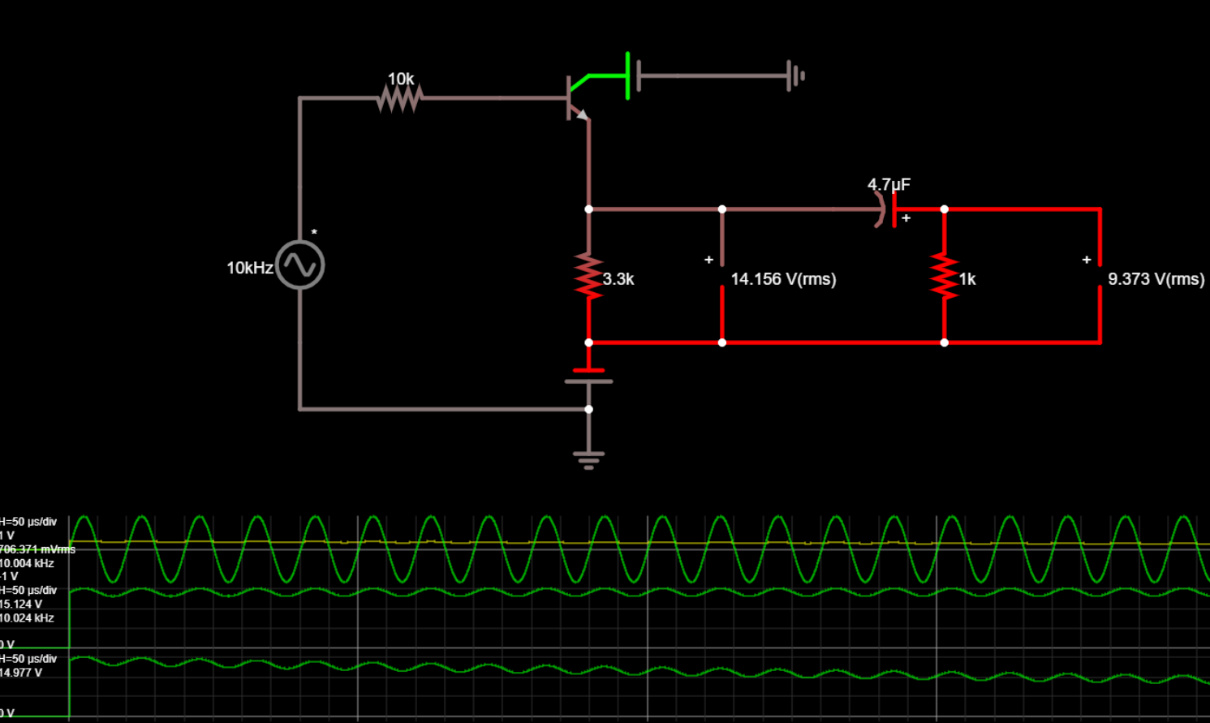 10k
4.7µF
*
+
10kHz
3.3k
+
14.156 V(rms)
1k
+
9.373 V(rms)
H=50 µs/div
1 V
706.371 mVrms
10.004 kHz
-1 V
H=50 µs/div
15.124 V
10.024 kHz
0 V
H=50 µs/div
14.977 V
0 V